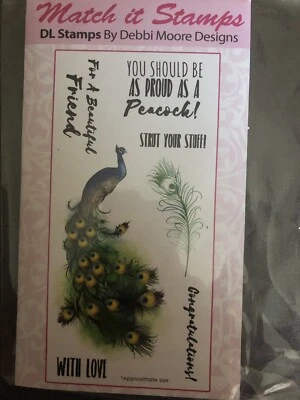 Match it Stamps
DL Stamps By Debbi Moore Designs
For A Beautiful
Friend
YOU SHOULD BE
AS PROUD AS A
Peacock!
STRUT YOUR STUFF!
Congratulations!
WITH LOVE
*Approximate size